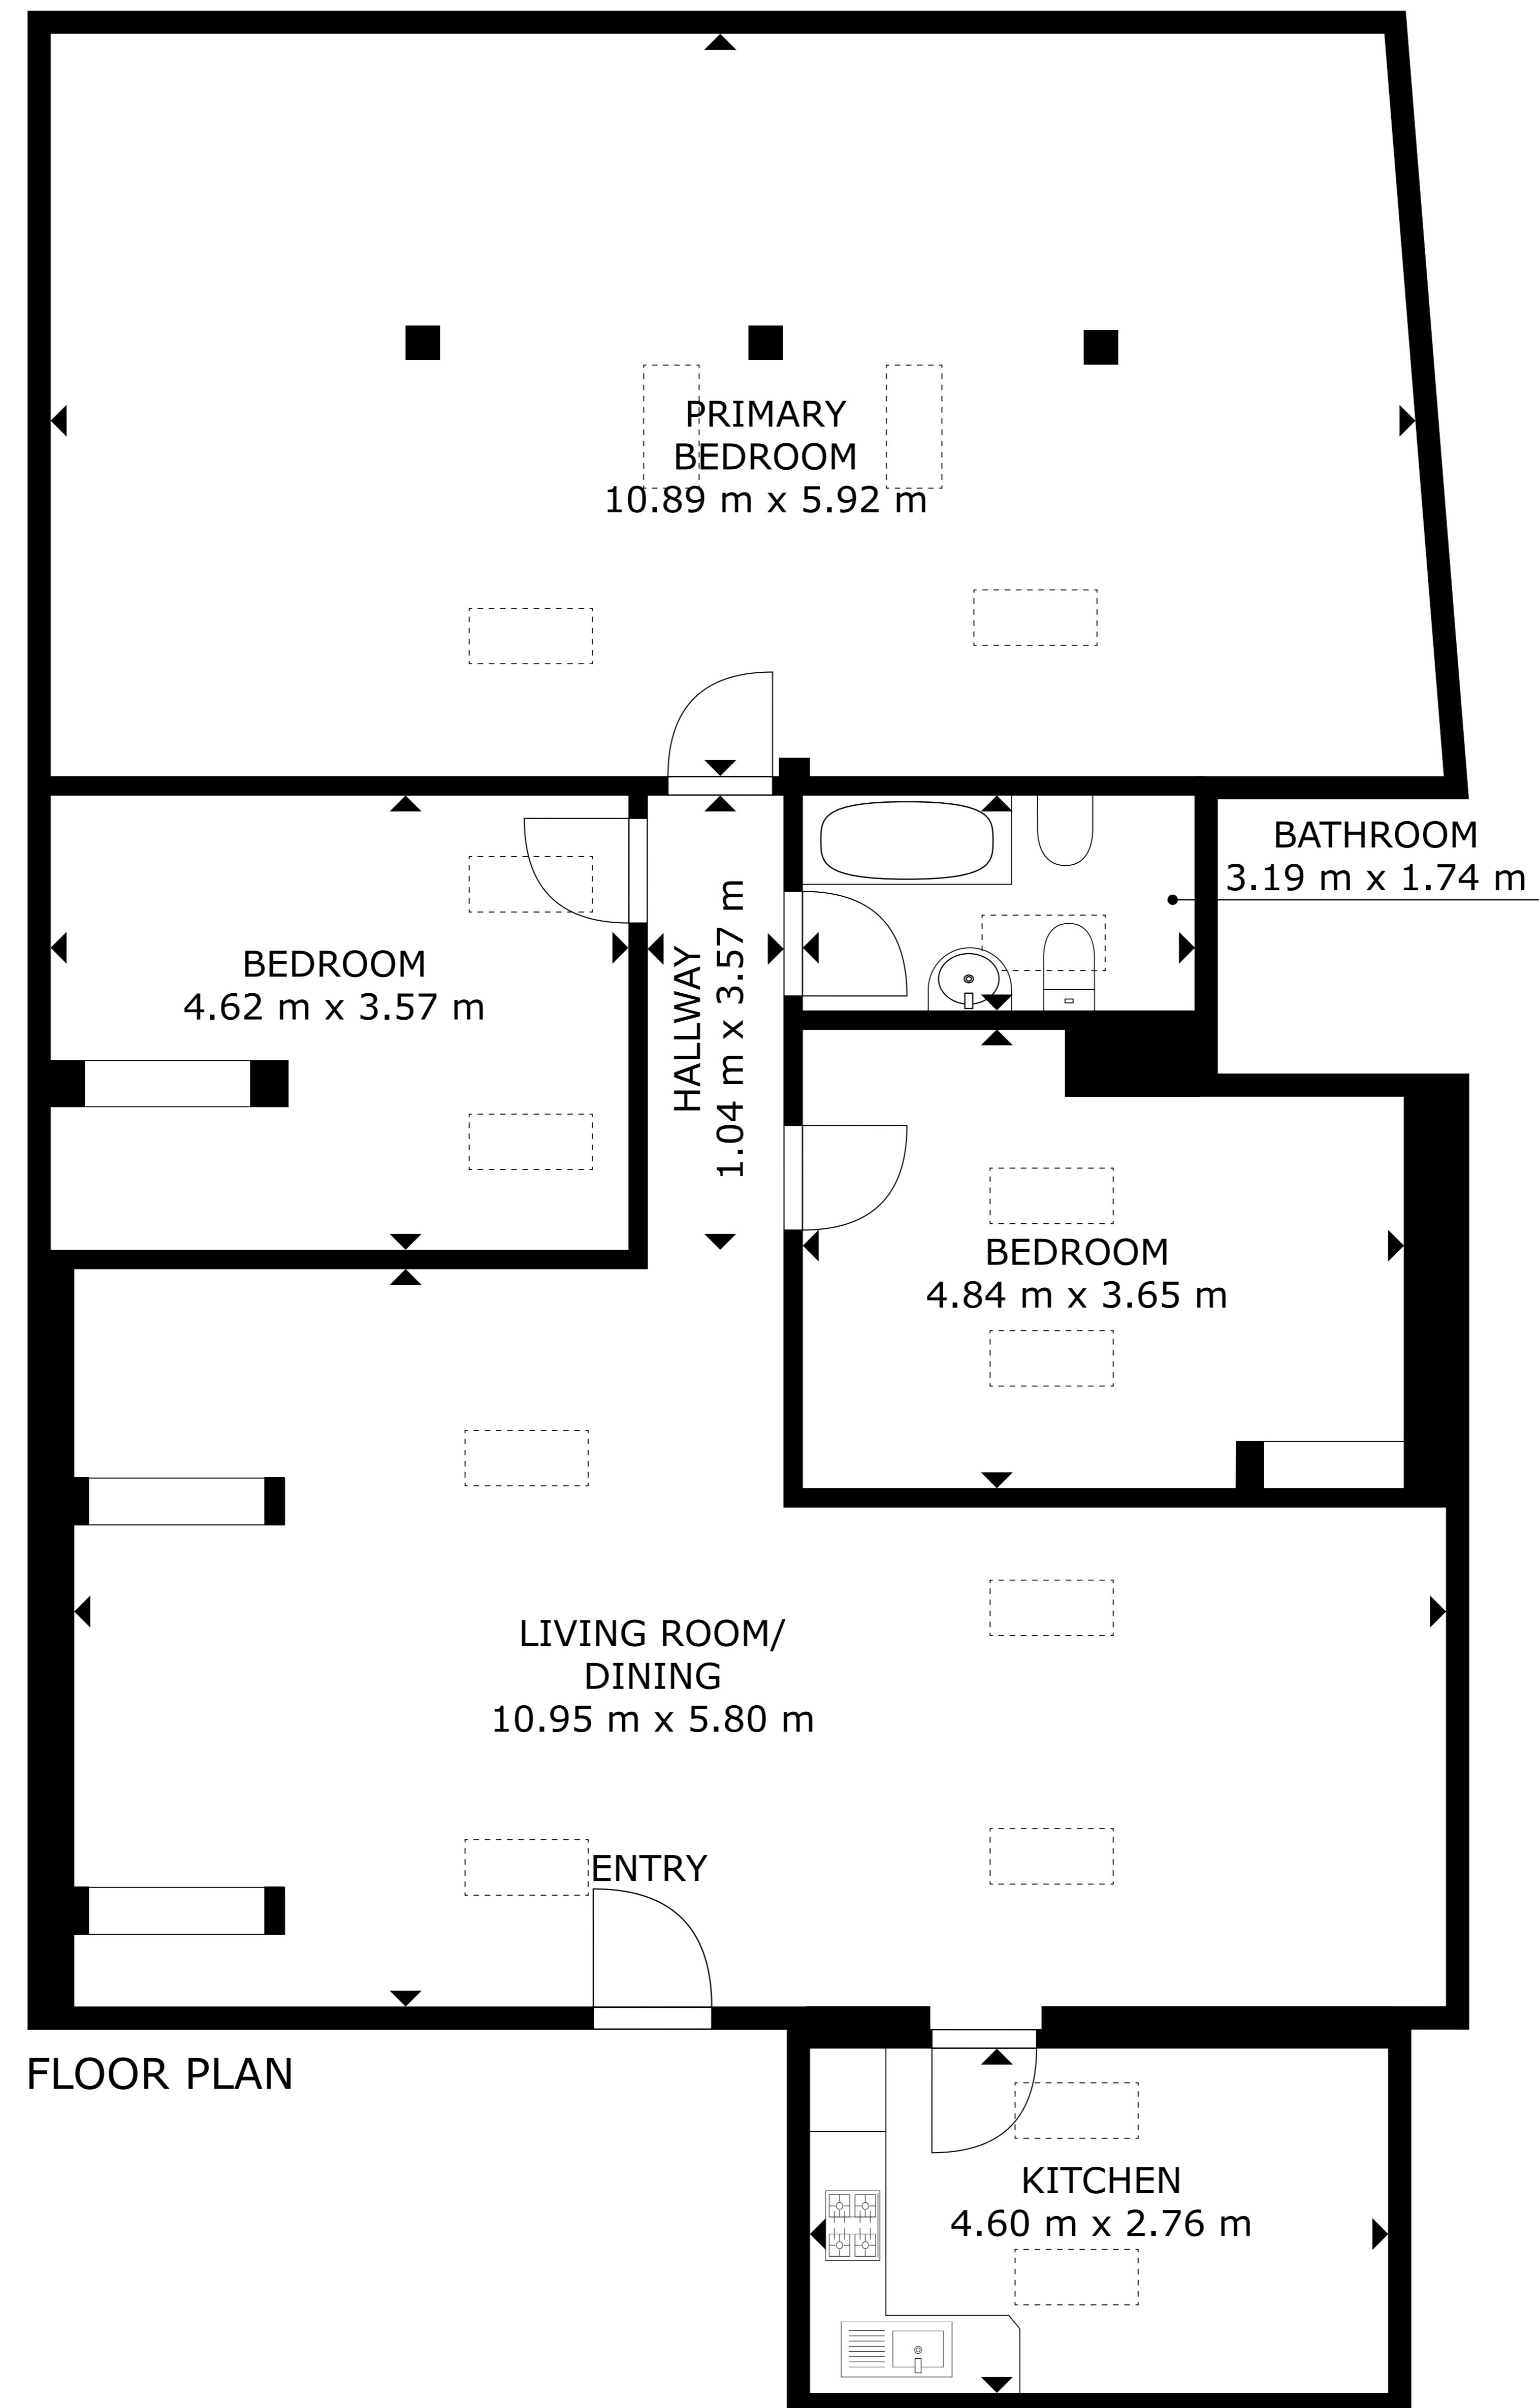 PRIMARY
BEDROOM
10.89 m x 5.92 m
BATHROOM
3.19 m x 1.74 m
BEDROOM
4.62 m x 3.57 m
HALLWAY
1.04 m x 3.57 m
BEDROOM
4.84 m x 3.65 m
LIVING ROOM/
DINING
10.95 m x 5.80 m
ENTRY
FLOOR PLAN
KITCHEN
4.60 m x 2.76 m